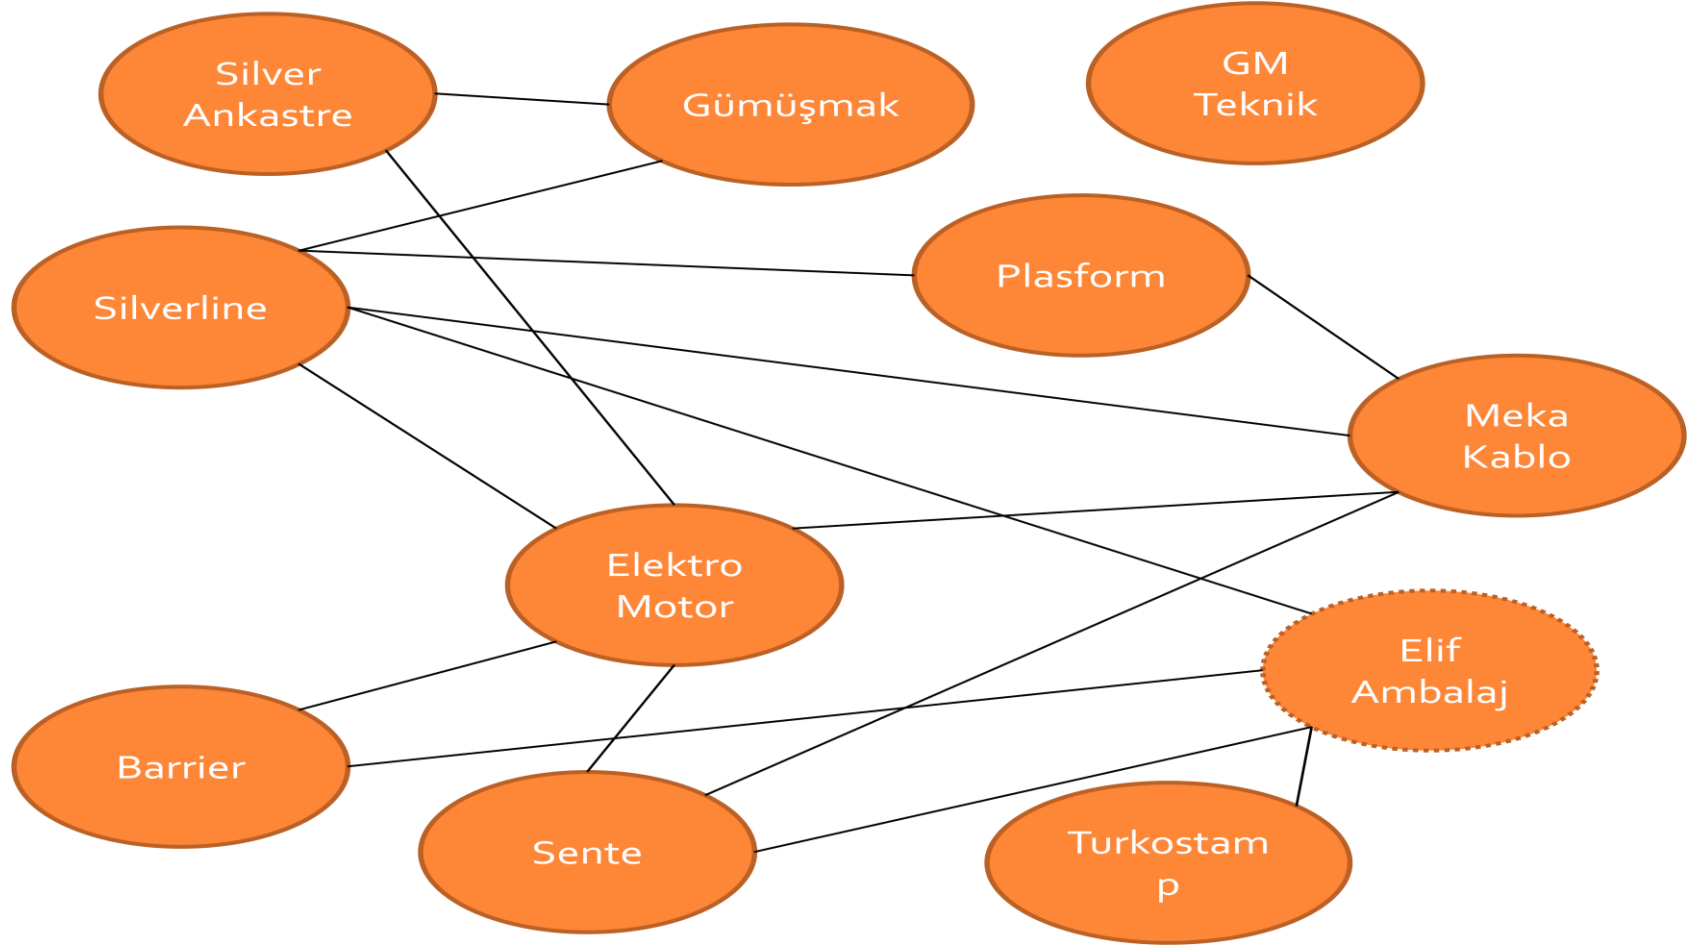 Silver
Ankastre
Gümüşmak
GM
Teknik
Silverline
Plasform
Meka
Kablo
Elektro
Motor
Elif
Ambalaj
Barrier
Sente
Turkostam
p